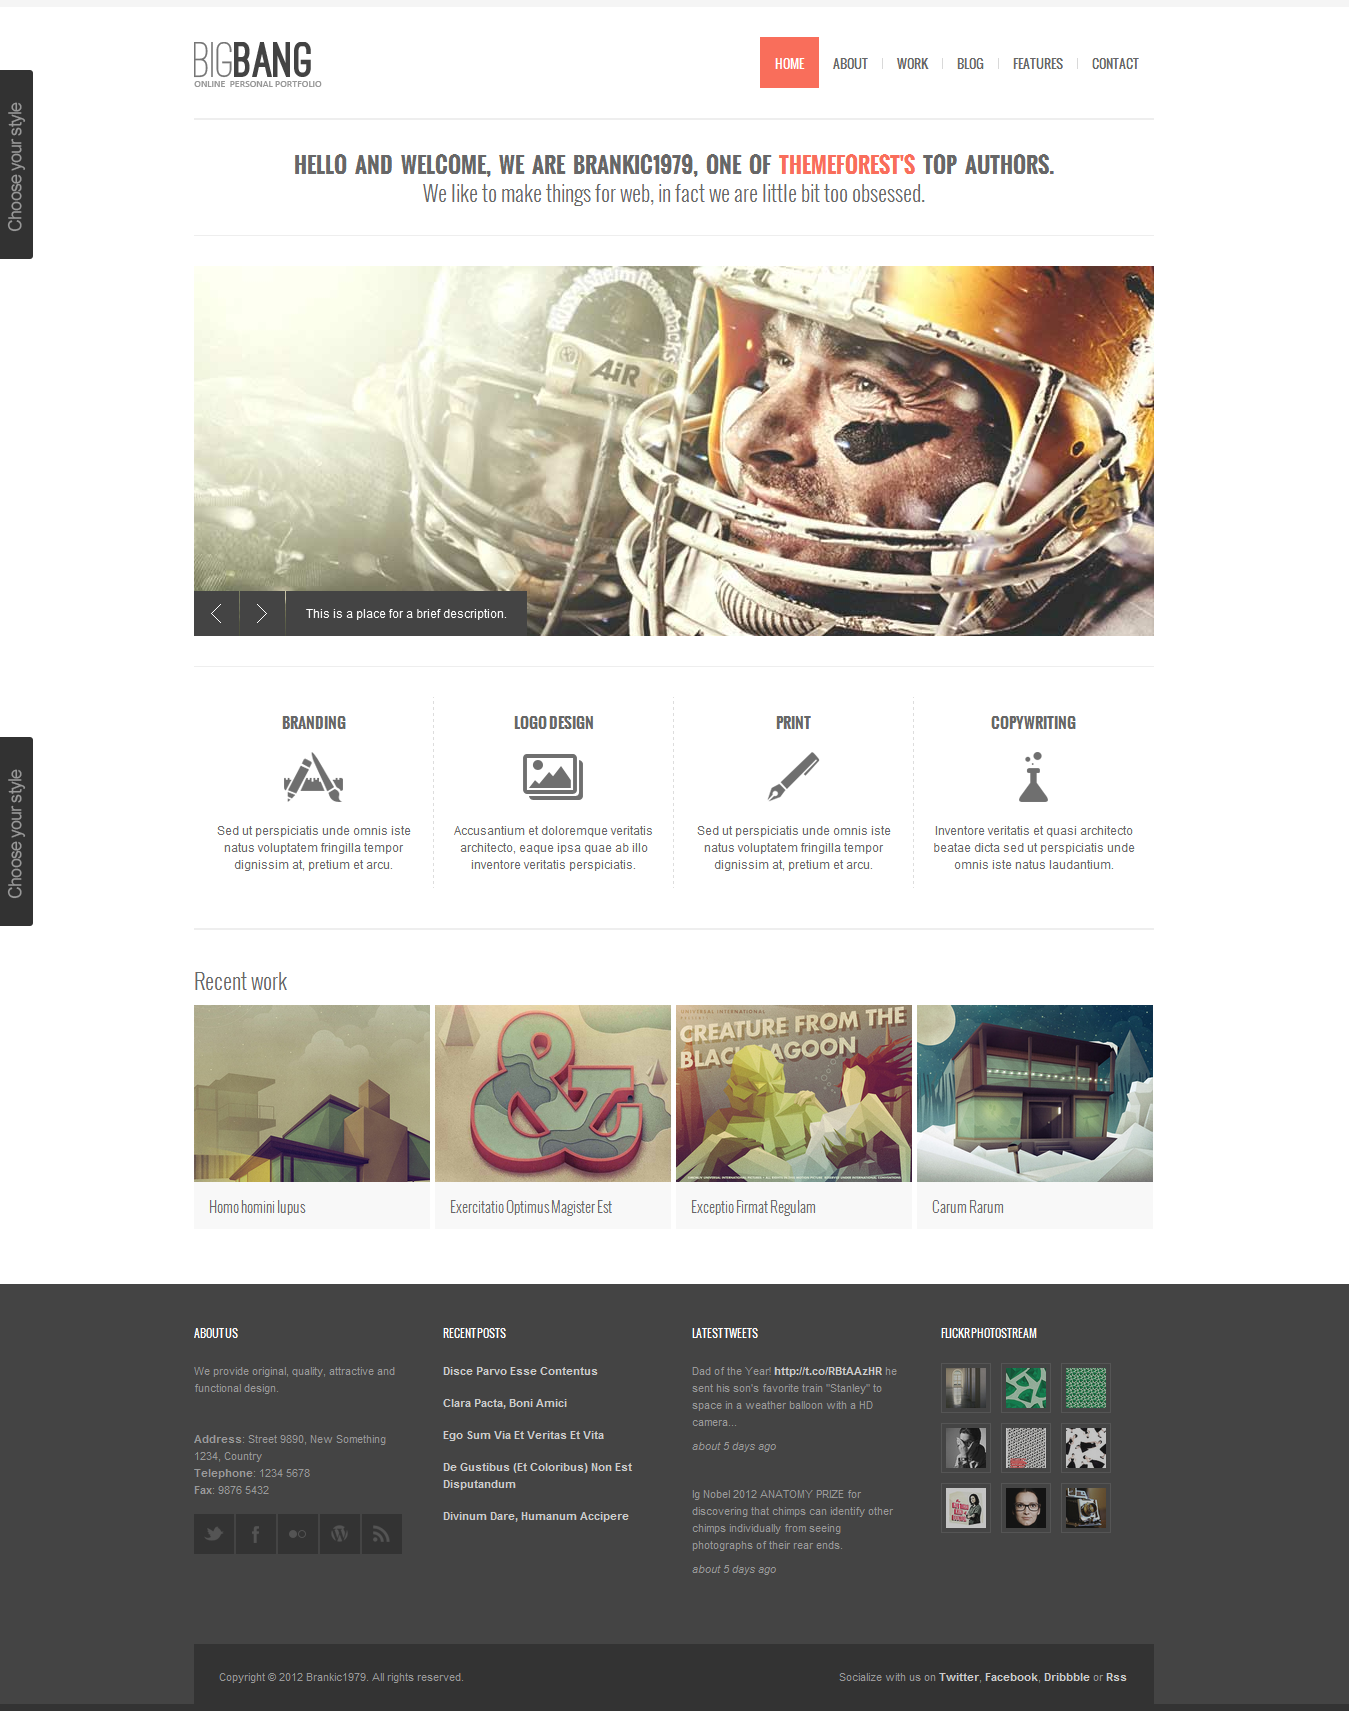 BIGBANG
ONLINE PERSONAL PORTFOLIO
HOME
ABOUT
WORK
BLOG
FEATURES
CONTACT
Choose your style
HELLO AND WELCOME, WE ARE BRANKIC1979, ONE OF THEMEFOREST'S TOP AUTHORS.
We like to make things for web, in fact we are little bit too obsessed.
AiR
This is a place for a brief description.
Choose your style
BRANDING
Sed ut perspiciatis unde omnis iste
natus voluptatem fringilla tempor
dignissim at, pretium et arcu.
LOGO DESIGN
Accusantium et doloremque veritatis
architecto, eaque ipsa quae ab illo
inventore veritatis perspiciatis.
PRINT
Sed ut perspiciatis unde omnis iste
natus voluptatem fringilla tempor
dignissim at, pretium et arcu.
COPYWRITING
Inventore veritatis et quasi architecto
beatae dicta sed ut perspiciatis unde
omnis iste natus laudantium.
Recent work
&
UNIVERSAL INTERNATIONAL
CREATURE FROM THE
BLACK LAGOON
Homo homini lupus
Exercitatio Optimus Magister Est
Exceptio Firmat Regulam
Carum Rarum
ABOUT US
We provide original, quality, attractive and
functional design.
Address: Street 9890, New Something
1234, Country
Telephone: 1234 5678
Fax: 9876 5432
RECENT POSTS
Disce Parvo Esse Contentus
Clara Pacta, Boni Amici
Ego Sum Via Et Veritas Et Vita
De Gustibus (Et Coloribus) Non Est
Disputandum
Divinum Dare, Humanum Accipere
LATEST TWEETS
Dad of the Year! http://t.co/RBtAAzHR he
sent his son's favorite train "Stanley" to
space in a weather balloon with a HD
camera...
about 5 days ago
Ig Nobel 2012 ANATOMY PRIZE for
discovering that chimps can identify other
chimps individually from seeing
photographs of their rear ends.
about 5 days ago
FLICKR PHOTOSTREAM
Copyright © 2012 Brankic1979. All rights reserved.
Socialize with us on Twitter, Facebook, Dribbble or Rss